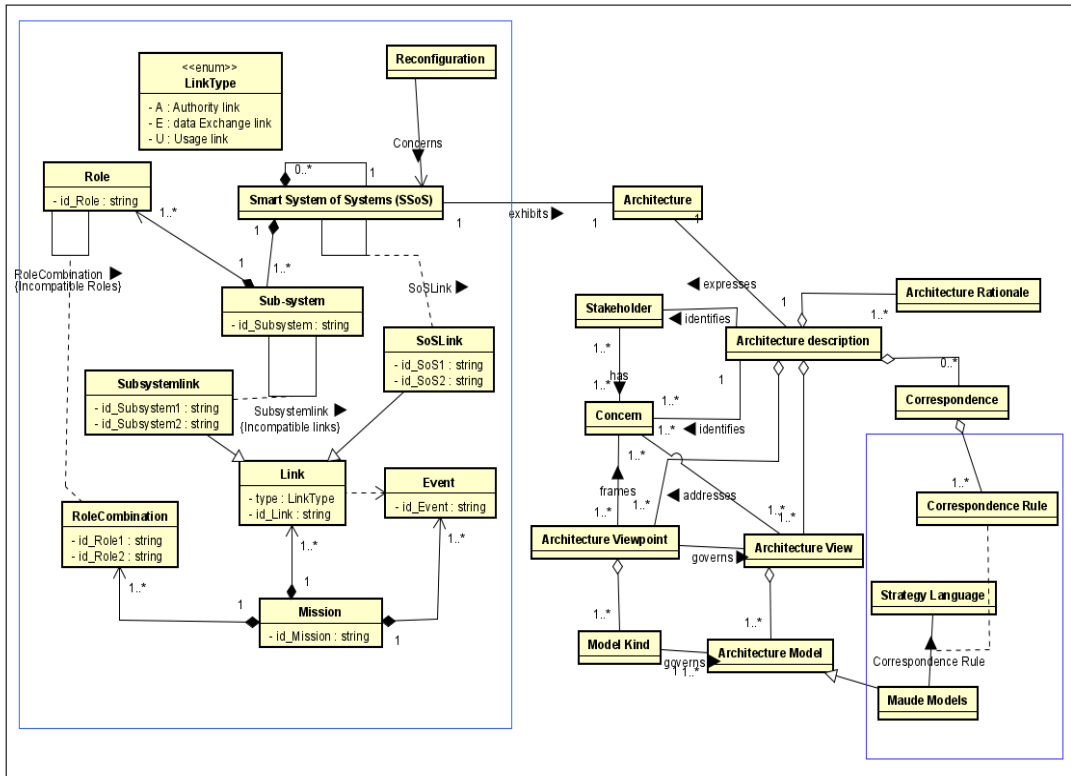 <<enum>>
LinkType
- A : Authority link
- E : data Exchange link
- U : Usage link
Reconfiguration
Concerns
Role
- id_Role : string
0..*
1
Smart System of Systems (SSoS)
1
exhibits
1
Architecture
1
1..*
1
1
1..*
RoleCombination
{Incompatible Roles}
SoSLink
Sub-system
- id_Subsystem : string
SoSLink
- id_SoS1 : string
- id_SoS2 : string
Subsystemlink
- id_Subsystem1 : string
- id_Subsystem2 : string
Subsystemlink
{Incompatible links}
Link
- type : LinkType
- id_Link : string
Event
- id_Event : string
RoleCombination
- id_Role1 : string
- id_Role2 : string
1..*
1..*
1..*
1
1
1
Mission
- id_Mission : string
expresses
Stakeholder
identifies
1
1..*
Architecture Rationale
Architecture description
1..*
has
1..*
1
0..*
Concern
1..*
1..*
identifies
Correspondence
1..*
frames
addresses
1..*
1..*
1..*
1..*
1..*
Correspondence Rule
Architecture Viewpoint
governs
Architecture View
Strategy Language
1..*
1..*
Model Kind
governs
1
1..*
Architecture Model
Correspondence Rule
Maude Models